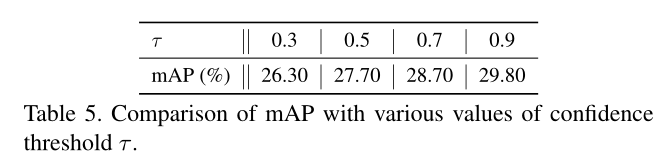 τ 0.3 0.5 0.7 0.9
mAP (%) 26.30 27.70 28.70 29.80
Table 5. Comparison of mAP with various values of confidence
threshold τ.